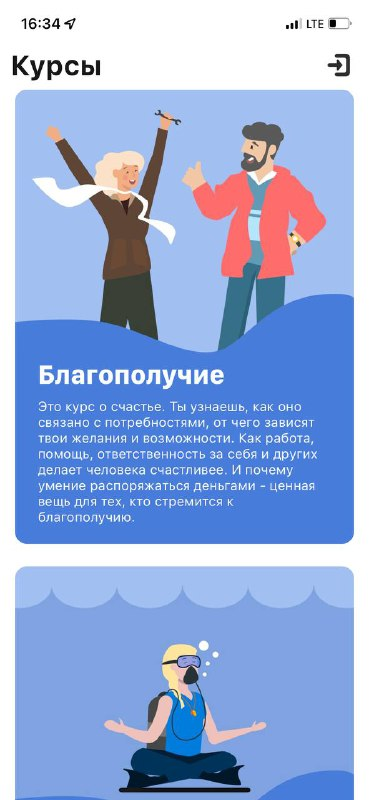 16:34
LTE
Курсы
Благополучие
Это курс о счастье. Ты узнаешь, как оно
связано с потребностями, от чего зависят
твои желания и возможности. Как работа,
помощь, ответственность за себя и других
делает человека счастливее. И почему
умение распоряжаться деньгами - ценная
вещь для тех, кто стремится к
благополучию.